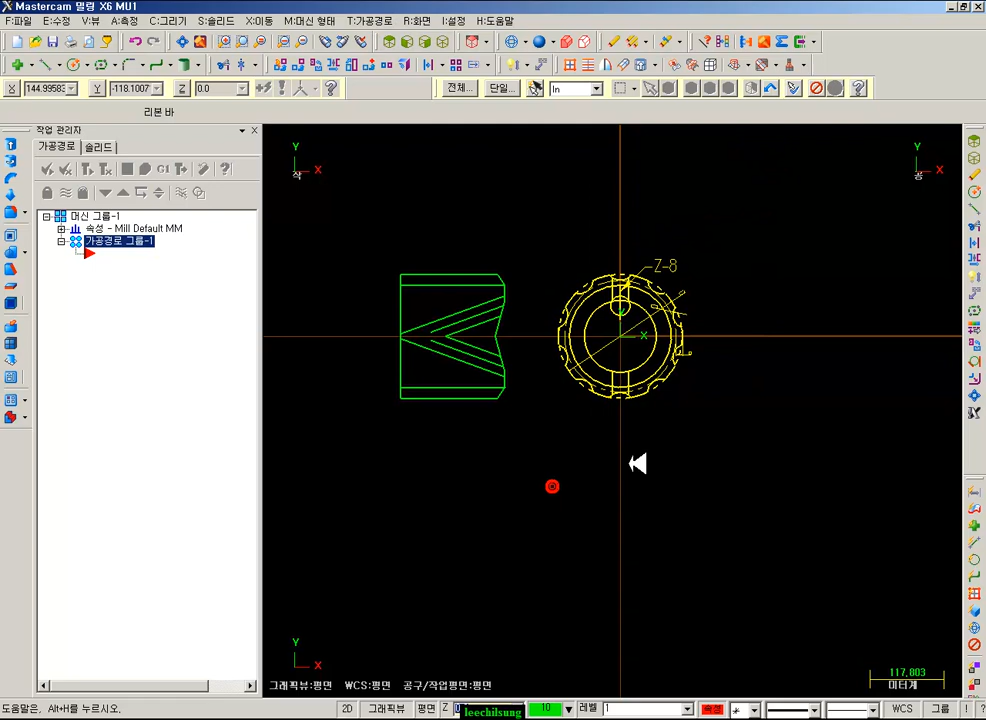 Mastercam 밀링 X6 MU1
F:파일 E:수정 V:뷰 A:측정 C:그리기 S:솔리드 X:이동 M:머신 형태 T:가공경로 R:화면 I:설정 H:도움말
X 144.99583 Y -118.1007 Z 0.0 전체... 단일... In
리본 바
작업 관리자
가공경로 솔리드
G1
머신 그룹-1
속성 - Mill Default MM
가공경로 그룹-1
Y
X
작
Y
X
공
Z-8
X
Y
X
그래픽뷰:평면 WCS:평면 공구/작업평면:평면
117.803
미터계
도움말은, Alt+H를 누르시오. 2D 그래픽뷰 평면 Z 10 레벨 1 속성 WCS 그룹 ! ?
leechilsung